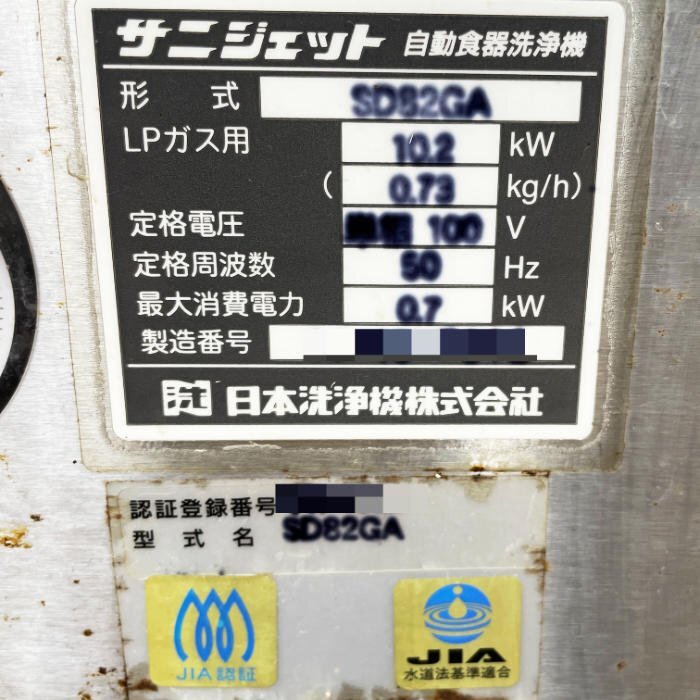 サニジェット 自動食器洗浄機
形 式 SD82GA
LPガス用 10.2 kW
( 0.73 kg/h)
定格電圧 単相 100 V
定格周波数 50 Hz
最大消費電力 0.7 kW
製造番号
日本洗浄機株式会社
認証登録番号
型 式 名 SD82GA
JIA認証
JIA
水道法基準適合